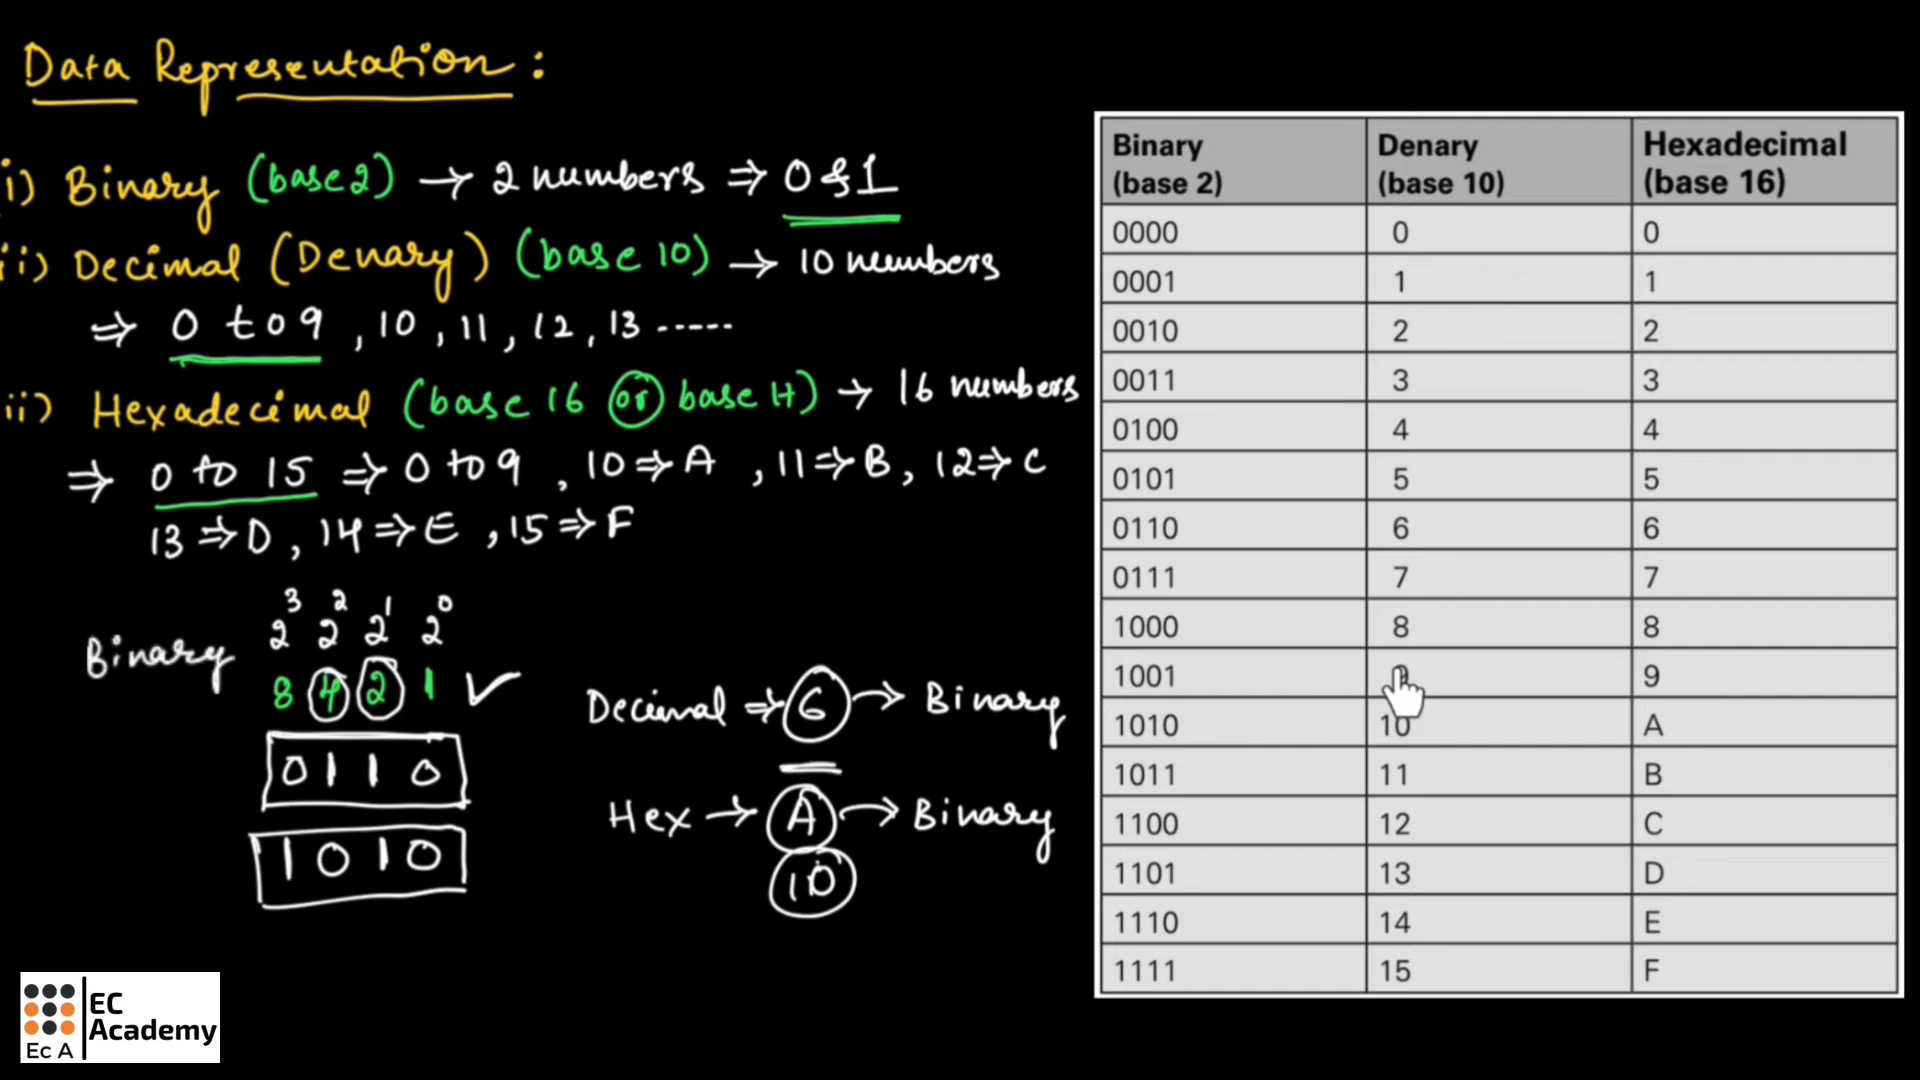 Data Representation :
i) Binary (base 2) → 2 numbers ⇒ 0 & 1
ii) Decimal (Denary) (base 10) → 10 numbers
⇒ 0 to 9 , 10 , 11 , 12 , 13 -----
ii) Hexadecimal (base 16 or base H) → 16 numbers
⇒ 0 to 15 ⇒ 0 to 9 , 10 ⇒ A , 11 ⇒ B , 12 ⇒ C
13 ⇒ D , 14 ⇒ E , 15 ⇒ F
Binary 2³ 2² 2¹ 2⁰
8 4 2 1 ✓
0 1 1 0
1 0 1 0
Decimal ⇒ 6 → Binary
Hex → A → Binary
10
Binary (base 2) Denary (base 10) Hexadecimal (base 16)
0000 0 0
0001 1 1
0010 2 2
0011 3 3
0100 4 4
0101 5 5
0110 6 6
0111 7 7
1000 8 8
1001 9 9
1010 10 A
1011 11 B
1100 12 C
1101 13 D
1110 14 E
1111 15 F
EC
Academy
Ec A